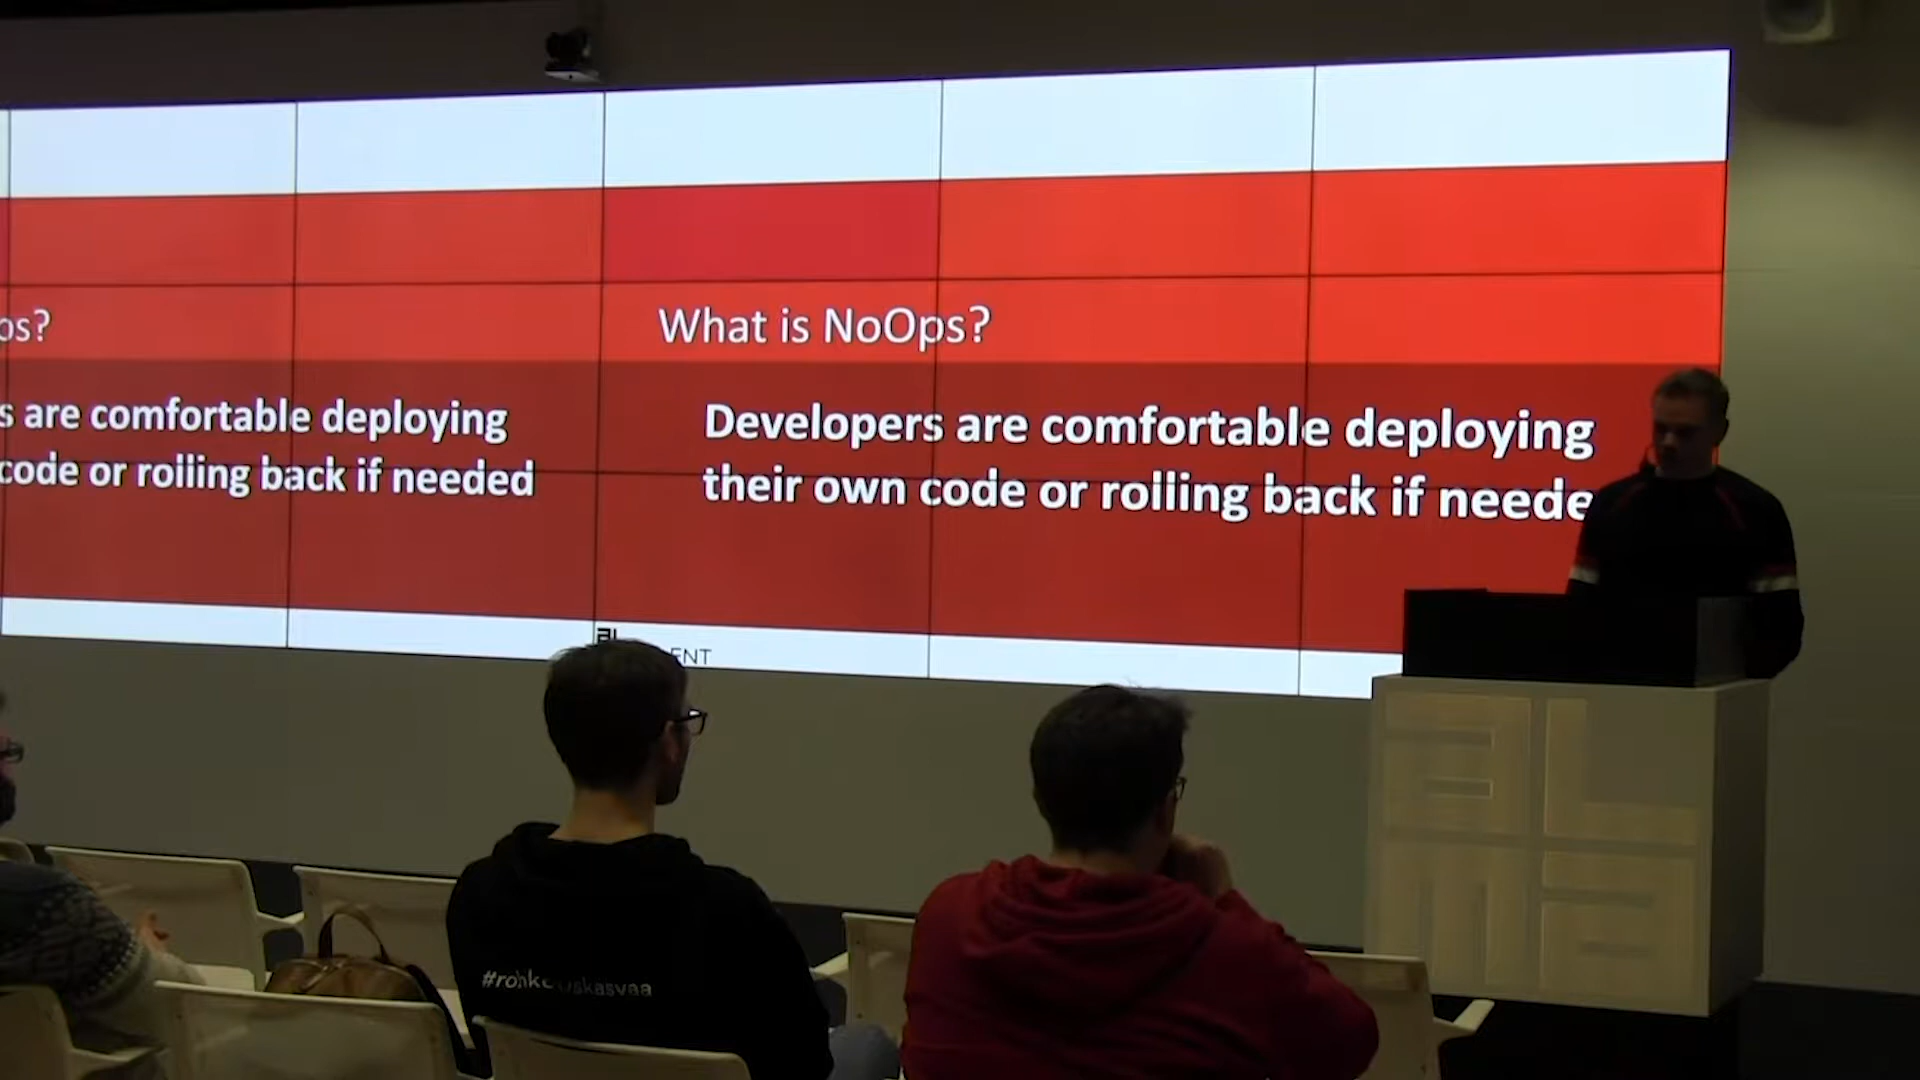 os?
s are comfortable deploying
code or rolling back if needed
What is NoOps?
Developers are comfortable deploying
their own code or rolling back if neede
ENT